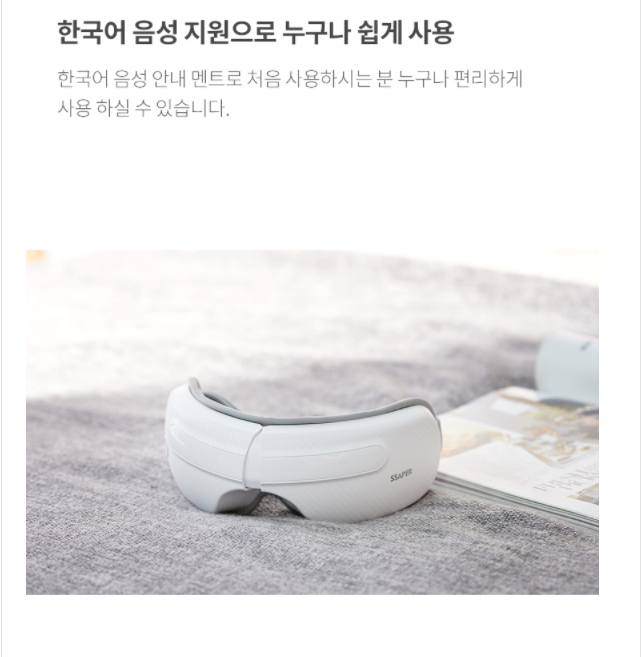 한국어 음성 지원으로 누구나 쉽게 사용
한국어 음성 안내 멘트로 처음 사용하시는 분 누구나 편리하게
사용 하실 수 있습니다.
SSAPER